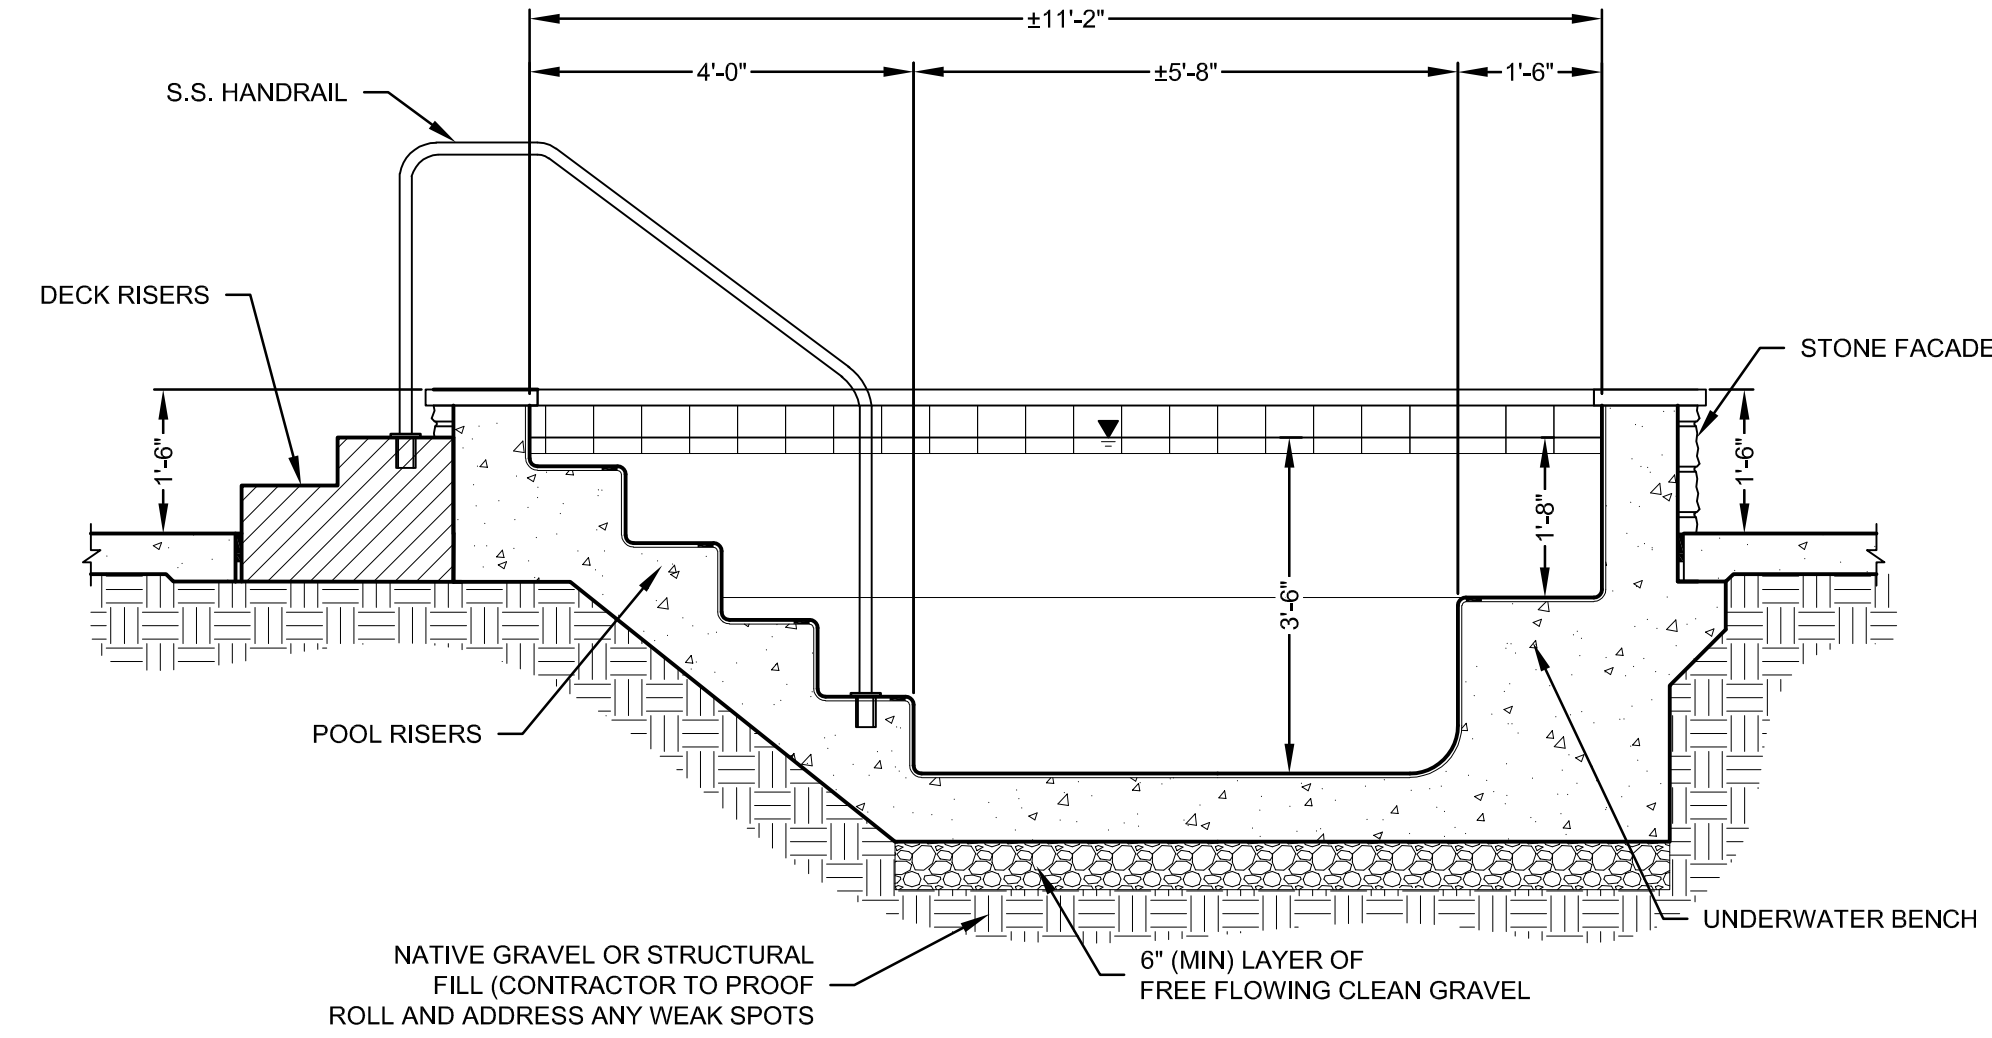 ±11'-2"
4'-0"
±5'-8"
1'-6"
S.S. HANDRAIL
DECK RISERS
STONE FACADE
1'-6"
1'-6"
1'-8"
3'-6"
POOL RISERS
UNDERWATER BENCH
NATIVE GRAVEL OR STRUCTURAL
FILL (CONTRACTOR TO PROOF
ROLL AND ADDRESS ANY WEAK SPOTS
6" (MIN) LAYER OF
FREE FLOWING CLEAN GRAVEL